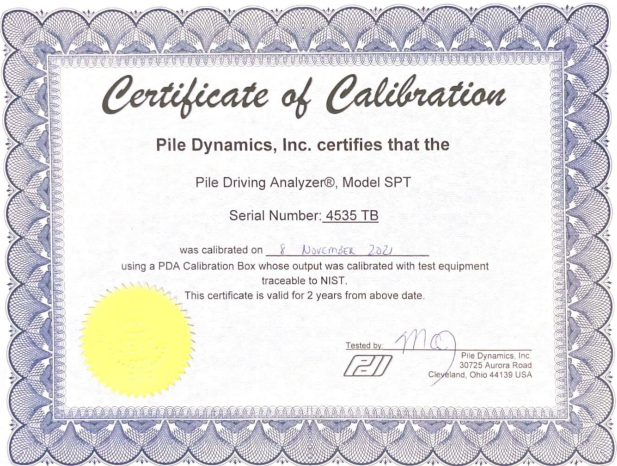 Certificate of Calibration
Pile Dynamics, Inc. certifies that the
Pile Driving Analyzer®, Model SPT
Serial Number: 4535 TB
was calibrated on 8 November 2021
using a PDA Calibration Box whose output was calibrated with test equipment
traceable to NIST.
This certificate is valid for 2 years from above date.
Tested by:
PDI
Pile Dynamics, Inc.
30725 Aurora Road
Cleveland, Ohio 44139 USA